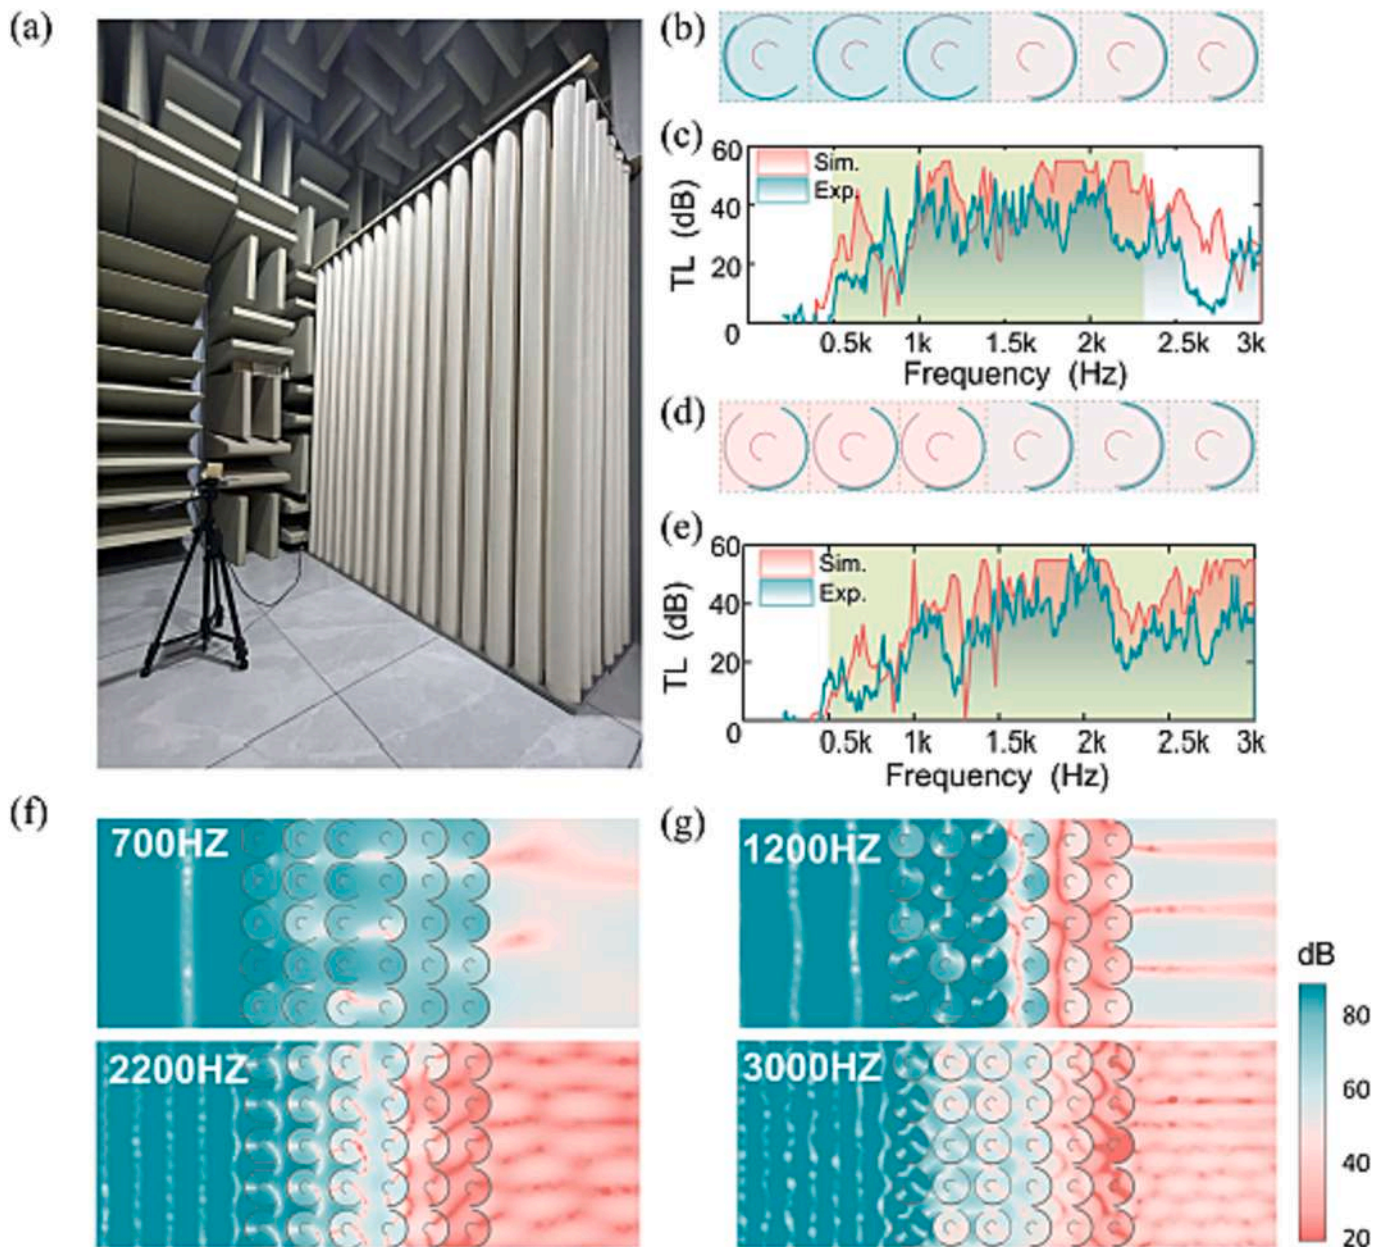 (a)
(b)
(c)
60
40
20
0
TL (dB)
Sim.
Exp.
0.5k 1k 1.5k 2k 2.5k 3k
Frequency (Hz)
(d)
(e)
60
40
20
0
TL (dB)
Sim.
Exp.
0.5k 1k 1.5k 2k 2.5k 3k
Frequency (Hz)
(f)
700HZ
2200HZ
(g)
1200HZ
3000HZ
dB
80
60
40
20